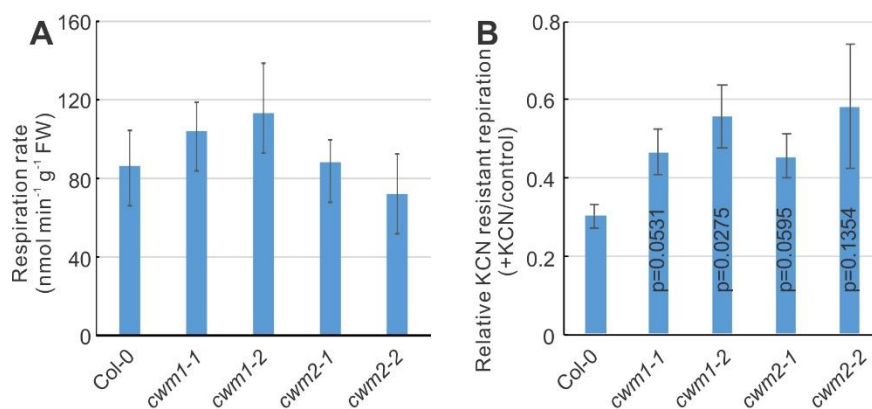 A
Respiration rate
(nmol min⁻¹ g⁻¹ FW)
160
120
80
40
0
Col-0
cwm1-1
cwm1-2
cwm2-1
cwm2-2
B
Relative KCN resistant repiration
(+KCN/control)
0.8
0.6
0.4
0.2
0
p=0.0531
p=0.0275
p=0.0595
p=0.1354
Col-0
cwm1-1
cwm1-2
cwm2-1
cwm2-2